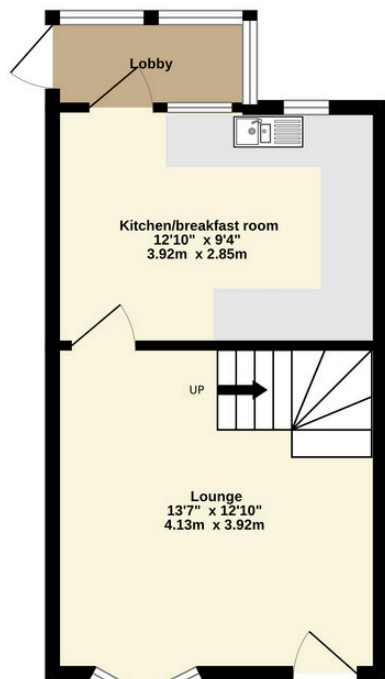 Lobby
Kitchen/breakfast room
12'10" x 9'4"
3.92m x 2.85m
UP
Lounge
13'7" x 12'10"
4.13m x 3.92m